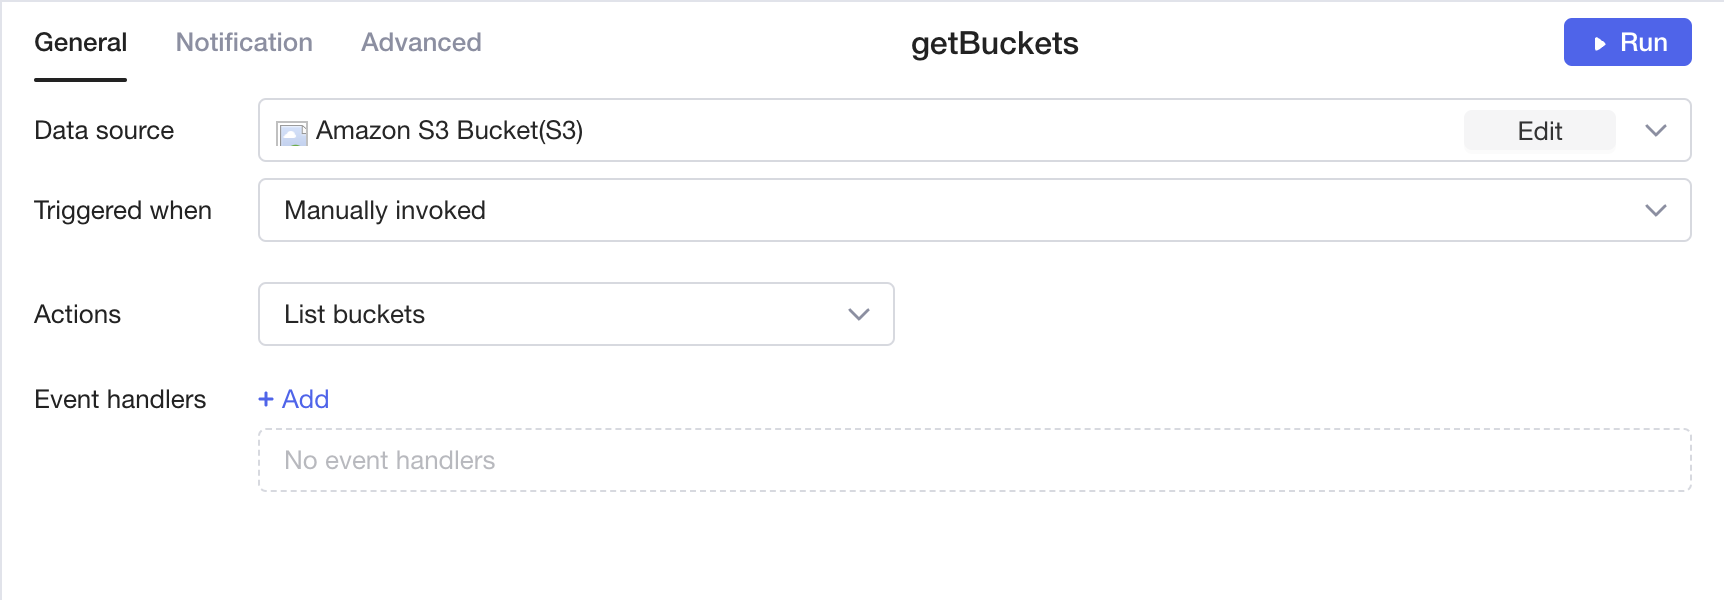 General Notification Advanced getBuckets Run
Data source Amazon S3 Bucket(S3) Edit
Triggered when Manually invoked
Actions List buckets
Event handlers + Add
No event handlers